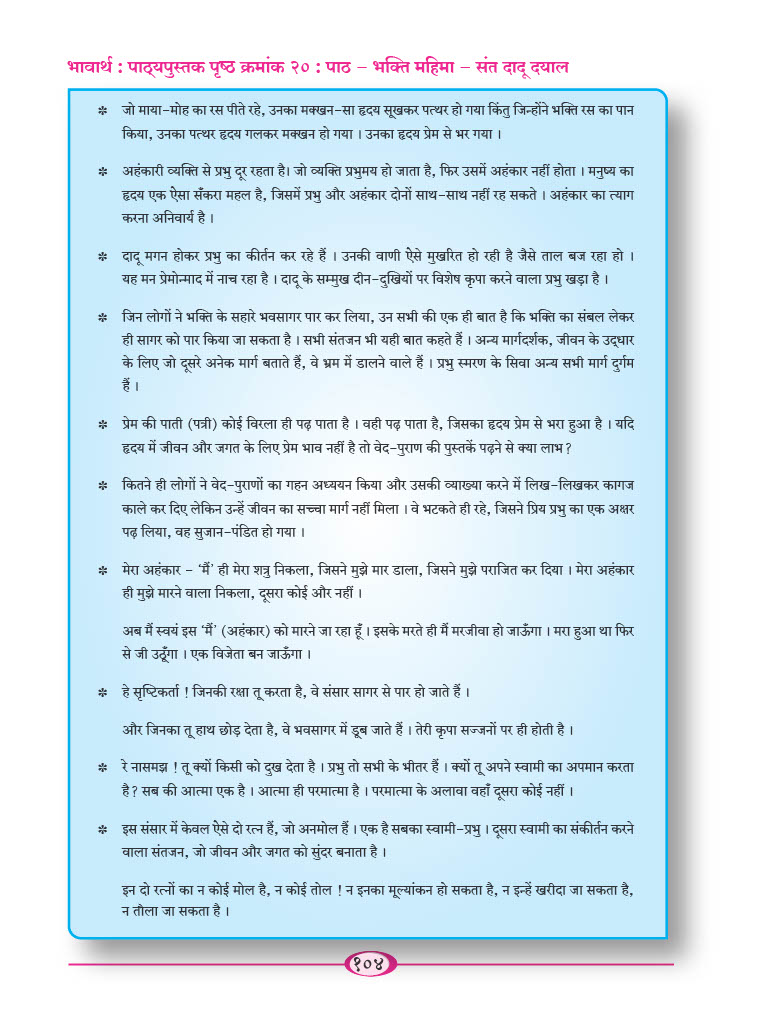 भावार्थ : पाठ्यपुस्तक पृष्ठ क्रमांक २० : पाठ – भक्ति महिमा – संत दादू दयाल
✽ जो माया-मोह का रस पीते रहे, उनका मक्खन-सा हृदय सूखकर पत्थर हो गया किंतु जिन्होंने भक्ति रस का पान
किया, उनका पत्थर हृदय गलकर मक्खन हो गया । उनका हृदय प्रेम से भर गया ।
✽ अहंकारी व्यक्ति से प्रभु दूर रहता है। जो व्यक्ति प्रभुमय हो जाता है, फिर उसमें अहंकार नहीं होता । मनुष्य का
हृदय एक ऐसा सँकरा महल है, जिसमें प्रभु और अहंकार दोनों साथ-साथ नहीं रह सकते । अहंकार का त्याग
करना अनिवार्य है ।
✽ दादू मगन होकर प्रभु का कीर्तन कर रहे हैं । उनकी वाणी ऐसे मुखरित हो रही है जैसे ताल बज रहा हो ।
यह मन प्रेमोन्माद में नाच रहा है । दादू के सम्मुख दीन-दुखियों पर विशेष कृपा करने वाला प्रभु खड़ा है ।
✽ जिन लोगों ने भक्ति के सहारे भवसागर पार कर लिया, उन सभी की एक ही बात है कि भक्ति का संबल लेकर
ही सागर को पार किया जा सकता है । सभी संतजन भी यही बात कहते हैं । अन्य मार्गदर्शक, जीवन के उद्धार
के लिए जो दूसरे अनेक मार्ग बताते हैं, वे भ्रम में डालने वाले हैं । प्रभु स्मरण के सिवा अन्य सभी मार्ग दुर्गम
हैं ।
✽ प्रेम की पाती (पत्री) कोई विरला ही पढ़ पाता है । वही पढ़ पाता है, जिसका हृदय प्रेम से भरा हुआ है । यदि
हृदय में जीवन और जगत के लिए प्रेम भाव नहीं है तो वेद-पुराण की पुस्तकें पढ़ने से क्या लाभ?
✽ कितने ही लोगों ने वेद-पुराणों का गहन अध्ययन किया और उसकी व्याख्या करने में लिख-लिखकर कागज
काले कर दिए लेकिन उन्हें जीवन का सच्चा मार्ग नहीं मिला । वे भटकते ही रहे, जिसने प्रिय प्रभु का एक अक्षर
पढ़ लिया, वह सुजान-पंडित हो गया ।
✽ मेरा अहंकार - ‘मैं’ ही मेरा शत्रु निकला, जिसने मुझे मार डाला, जिसने मुझे पराजित कर दिया । मेरा अहंकार
ही मुझे मारने वाला निकला, दूसरा कोई और नहीं ।
अब मैं स्वयं इस ‘मैं’ (अहंकार) को मारने जा रहा हूँ । इसके मरते ही मैं मरजीवा हो जाऊँगा । मरा हुआ था फिर
से जी उठूँगा । एक विजेता बन जाऊँगा ।
✽ हे सृष्टिकर्ता ! जिनकी रक्षा तू करता है, वे संसार सागर से पार हो जाते हैं ।
और जिनका तू हाथ छोड़ देता है, वे भवसागर में डूब जाते हैं । तेरी कृपा सज्जनों पर ही होती है ।
✽ रे नासमझ ! तू क्यों किसी को दुख देता है । प्रभु तो सभी के भीतर हैं । क्यों तू अपने स्वामी का अपमान करता
है? सब की आत्मा एक है । आत्मा ही परमात्मा है । परमात्मा के अलावा वहाँ दूसरा कोई नहीं ।
✽ इस संसार में केवल ऐसे दो रत्न हैं, जो अनमोल हैं । एक है सबका स्वामी-प्रभु । दूसरा स्वामी का संकीर्तन करने
वाला संतजन, जो जीवन और जगत को सुंदर बनाता है ।
इन दो रत्नों का न कोई मोल है, न कोई तोल ! न इनका मूल्यांकन हो सकता है, न इन्हें खरीदा जा सकता है,
न तौला जा सकता है ।
१०४